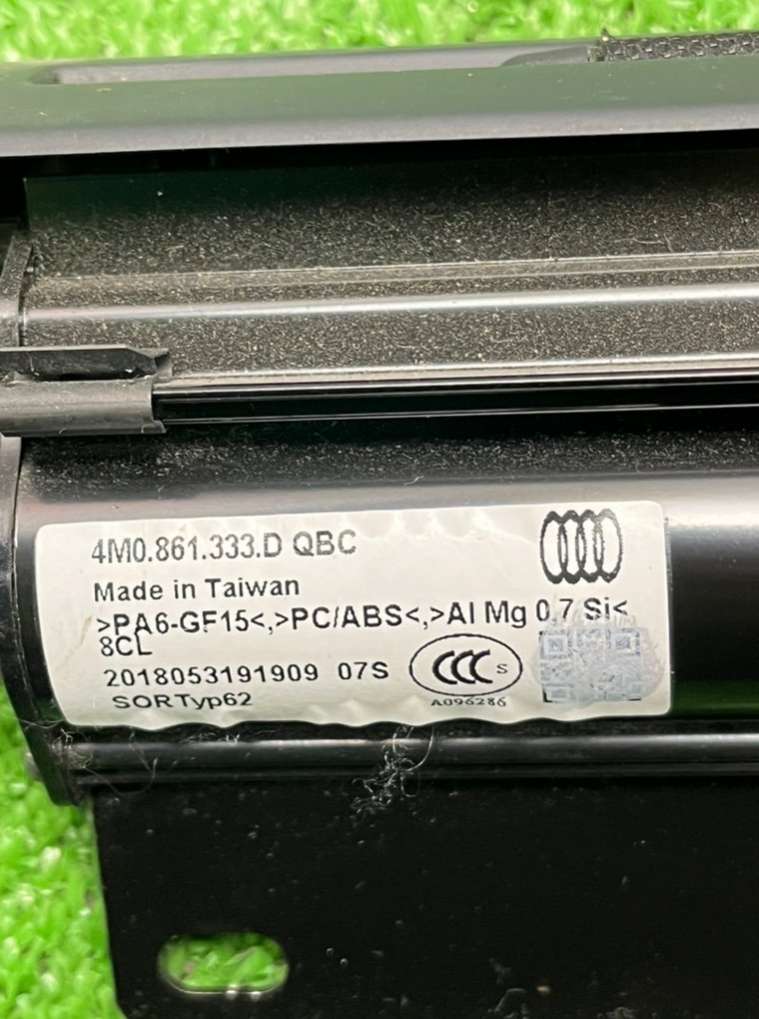 4M0.861.333.D QBC
Made in Taiwan
>PA6-GF15<,>PC/ABS<,>Al Mg 0,7 Si<
8CL
2018053191909 07S
CCC S
SORTyp62
A096286